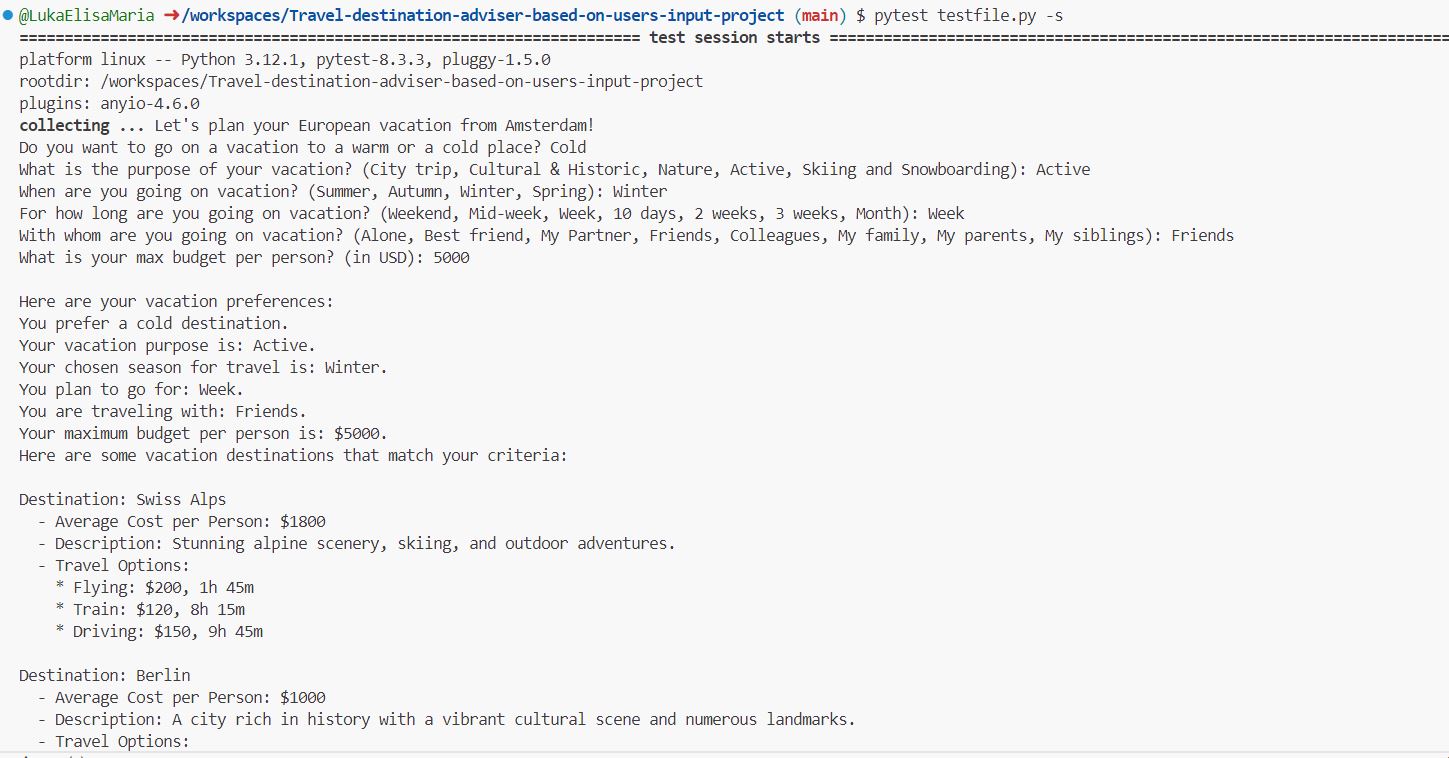 @LukaElisaMaria ➜/workspaces/Travel-destination-adviser-based-on-users-input-project (main) $ pytest testfile.py -s
===================================================================== test session starts =====================================================================
platform linux -- Python 3.12.1, pytest-8.3.3, pluggy-1.5.0
rootdir: /workspaces/Travel-destination-adviser-based-on-users-input-project
plugins: anyio-4.6.0
collecting ... Let's plan your European vacation from Amsterdam!
Do you want to go on a vacation to a warm or a cold place? Cold
What is the purpose of your vacation? (City trip, Cultural & Historic, Nature, Active, Skiing and Snowboarding): Active
When are you going on vacation? (Summer, Autumn, Winter, Spring): Winter
For how long are you going on vacation? (Weekend, Mid-week, Week, 10 days, 2 weeks, 3 weeks, Month): Week
With whom are you going on vacation? (Alone, Best friend, My Partner, Friends, Colleagues, My family, My parents, My siblings): Friends
What is your max budget per person? (in USD): 5000
Here are your vacation preferences:
You prefer a cold destination.
Your vacation purpose is: Active.
Your chosen season for travel is: Winter.
You plan to go for: Week.
You are traveling with: Friends.
Your maximum budget per person is: $5000.
Here are some vacation destinations that match your criteria:
Destination: Swiss Alps
- Average Cost per Person: $1800
- Description: Stunning alpine scenery, skiing, and outdoor adventures.
- Travel Options:
* Flying: $200, 1h 45m
* Train: $120, 8h 15m
* Driving: $150, 9h 45m
Destination: Berlin
- Average Cost per Person: $1000
- Description: A city rich in history with a vibrant cultural scene and numerous landmarks.
- Travel Options: